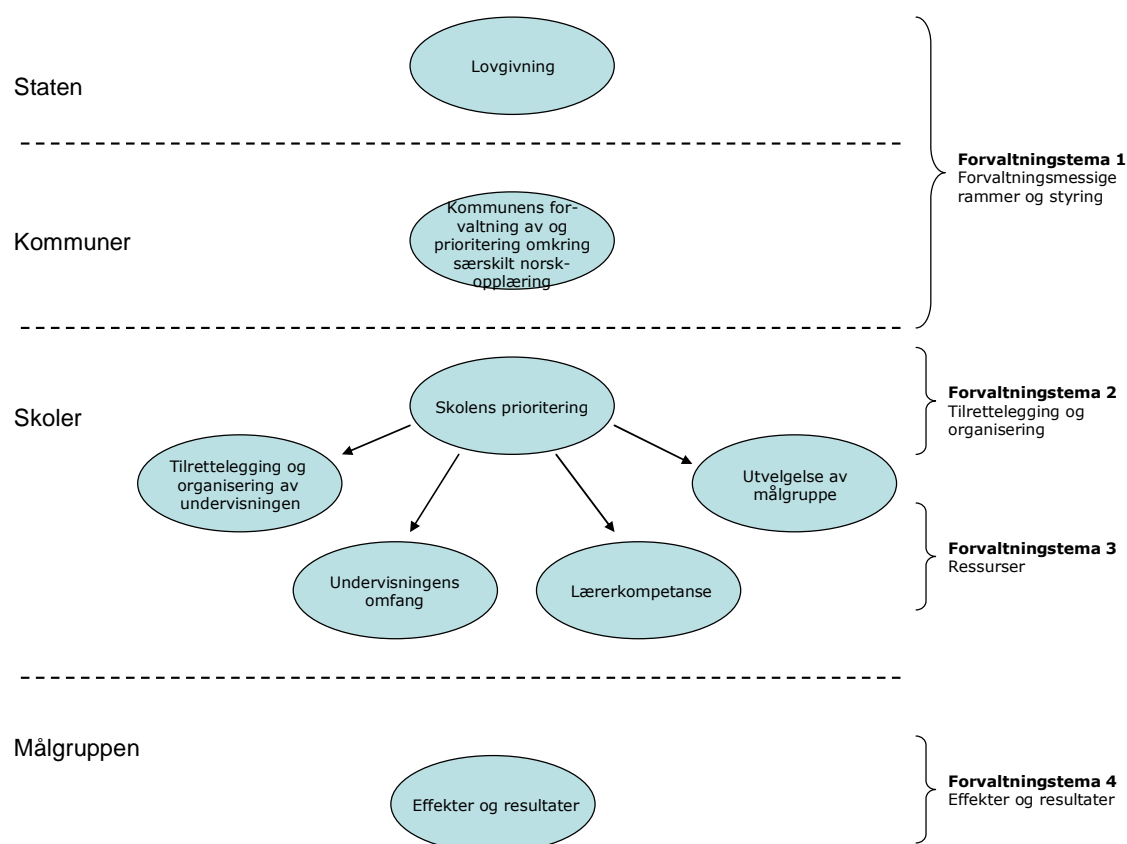 Staten
Lovgivning
Forvaltningstema 1
Forvaltningsmessige
rammer og styring
Kommuner
Kommunens for-
valtning av og
prioritering omkring
særskilt norsk-
opplæring
Skoler
Skolens prioritering
Forvaltningstema 2
Tilrettelegging og
organisering
Tilrettelegging og
organisering av
undervisningen
Utvelgelse av
målgruppe
Undervisningens
omfang
Lærerkompetanse
Forvaltningstema 3
Ressurser
Målgruppen
Effekter og resultater
Forvaltningstema 4
Effekter og resultater